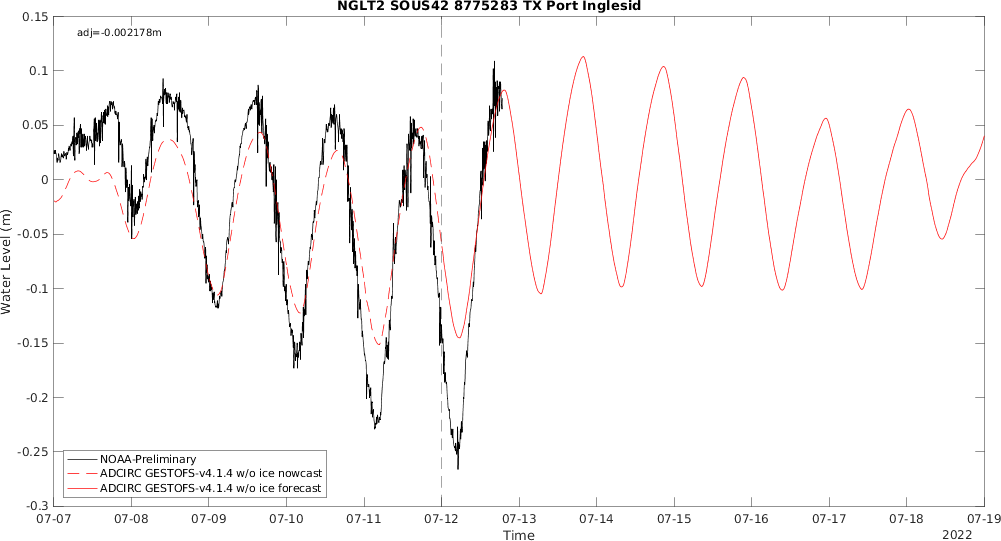 NGLT2 SOUS42 8775283 TX Port Inglesid
adj=-0.002178m
0.15
0.1
0.05
0
-0.05
-0.1
-0.15
-0.2
-0.25
-0.3
Water Level (m)
NOAA-Preliminary
ADCIRC GESTOFS-v4.1.4 w/o ice nowcast
ADCIRC GESTOFS-v4.1.4 w/o ice forecast
07-07 07-08 07-09 07-10 07-11 07-12 07-13 07-14 07-15 07-16 07-17 07-18 07-19
Time
2022